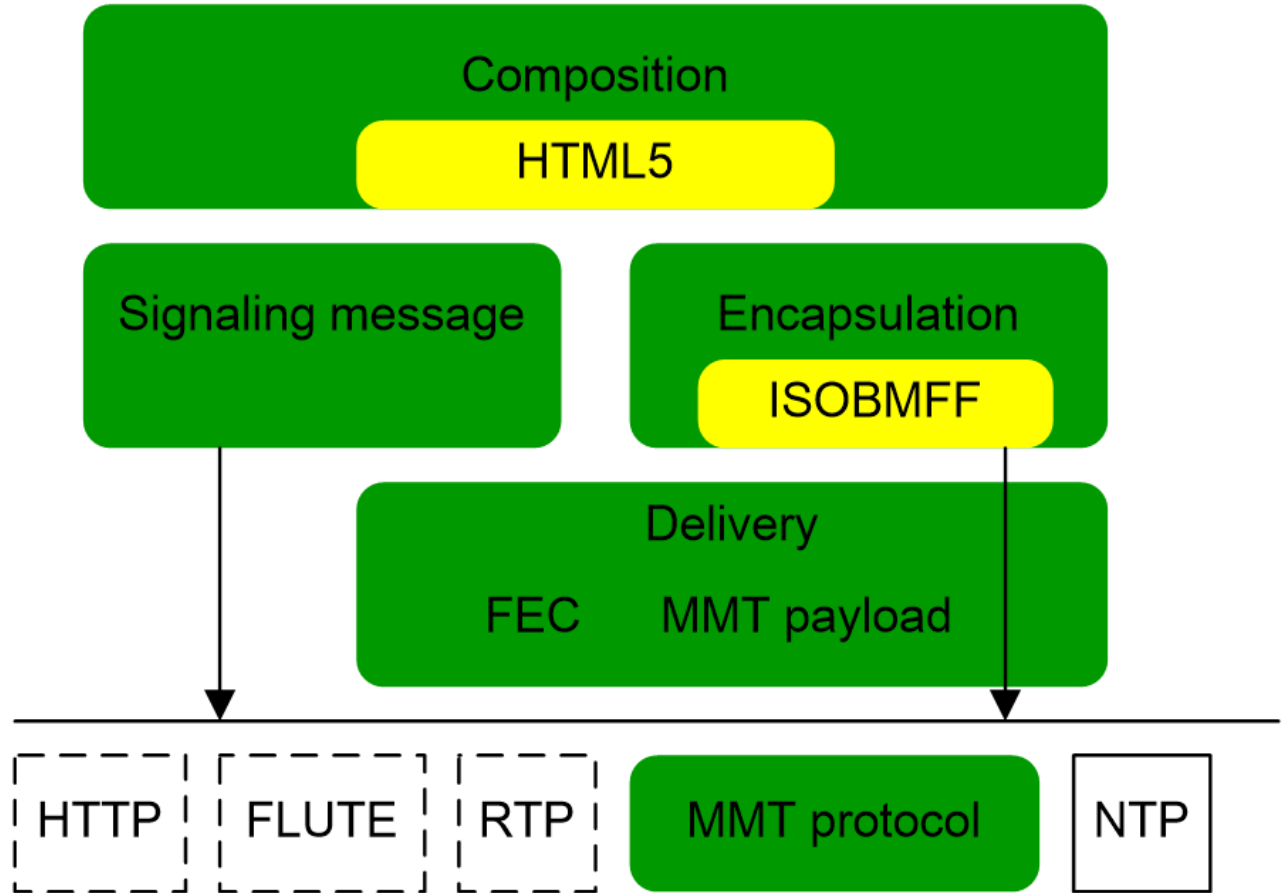 Composition
HTML5
Signaling message
Encapsulation
ISOBMFF
Delivery
FEC MMT payload
HTTP FLUTE RTP MMT protocol NTP